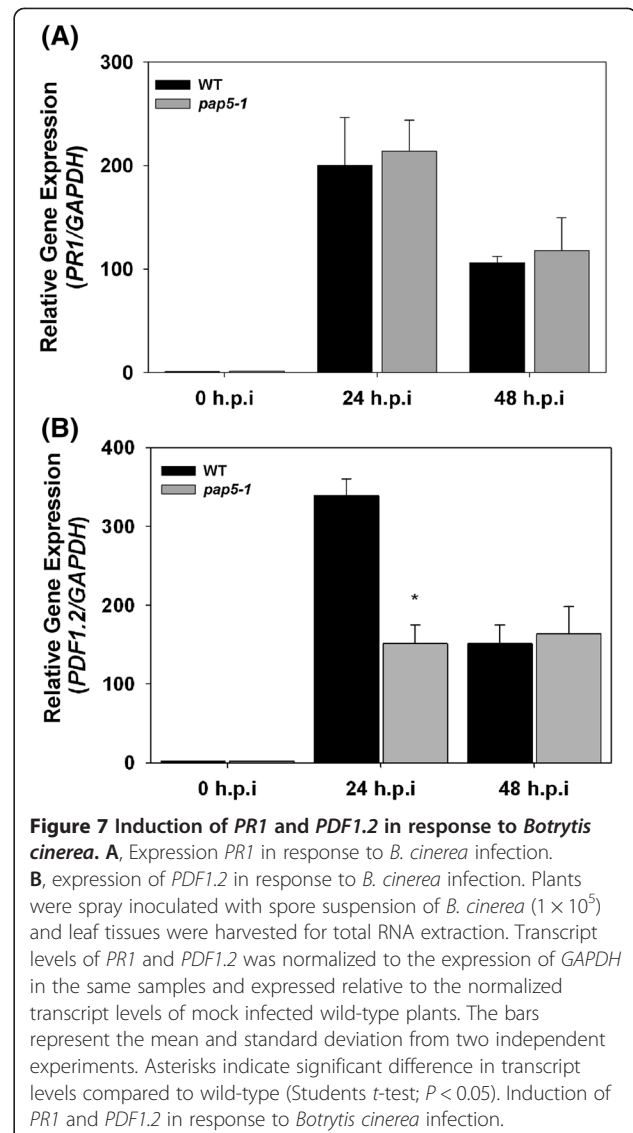 (A)
300
200
100
0
Relative Gene Expression
(PR1/GAPDH)
WT
pap5-1
0 h.p.i
24 h.p.i
48 h.p.i
(B)
400
300
200
100
0
Relative Gene Expression
(PDF1.2/GAPDH)
WT
pap5-1
*
0 h.p.i
24 h.p.i
48 h.p.i
Figure 7 Induction of PR1 and PDF1.2 in response to Botrytis
cinerea. A, Expression PR1 in response to B. cinerea infection.
B, expression of PDF1.2 in response to B. cinerea infection. Plants
were spray inoculated with spore suspension of B. cinerea (1 × 10⁵)
and leaf tissues were harvested for total RNA extraction. Transcript
levels of PR1 and PDF1.2 was normalized to the expression of GAPDH
in the same samples and expressed relative to the normalized
transcript levels of mock infected wild-type plants. The bars
represent the mean and standard deviation from two independent
experiments. Asterisks indicate significant difference in transcript
levels compared to wild-type (Students t-test; P < 0.05). Induction of
PR1 and PDF1.2 in response to Botrytis cinerea infection.